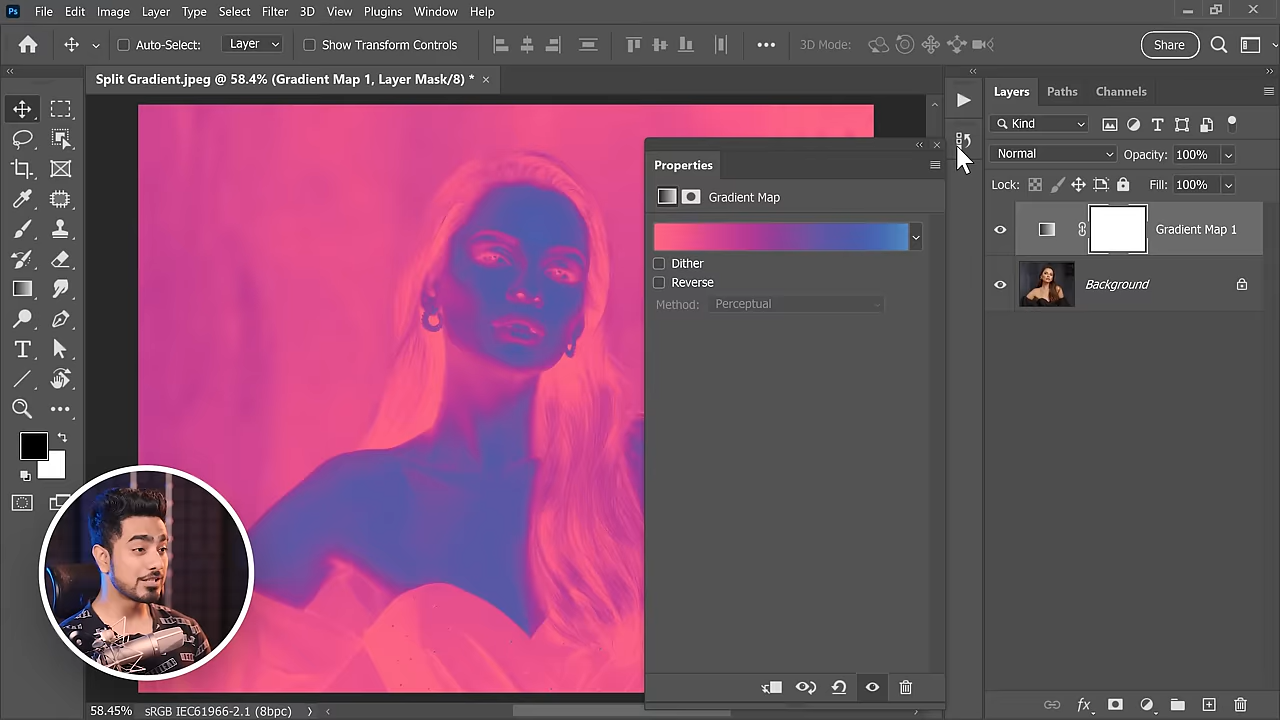 Ps File Edit Image Layer Type Select Filter 3D View Plugins Window Help
Auto-Select: Layer Show Transform Controls 3D Mode: Share
Split Gradient.jpeg @ 58.4% (Gradient Map 1, Layer Mask/8) *
Layers Paths Channels
Kind
Normal Opacity: 100%
Lock: Fill: 100%
Gradient Map 1
Background
Properties
Gradient Map
Dither
Reverse
Method: Perceptual
58.45% sRGB IEC61966-2.1 (8bpc)